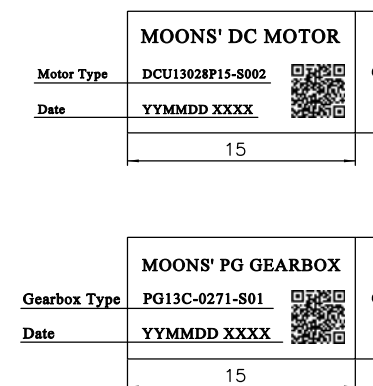 MOONS' DC MOTOR
Motor Type DCU13028P15-S002
Date YYMMDD XXXX
15
MOONS' PG GEARBOX
Gearbox Type PG13C-0271-S01
Date YYMMDD XXXX
15